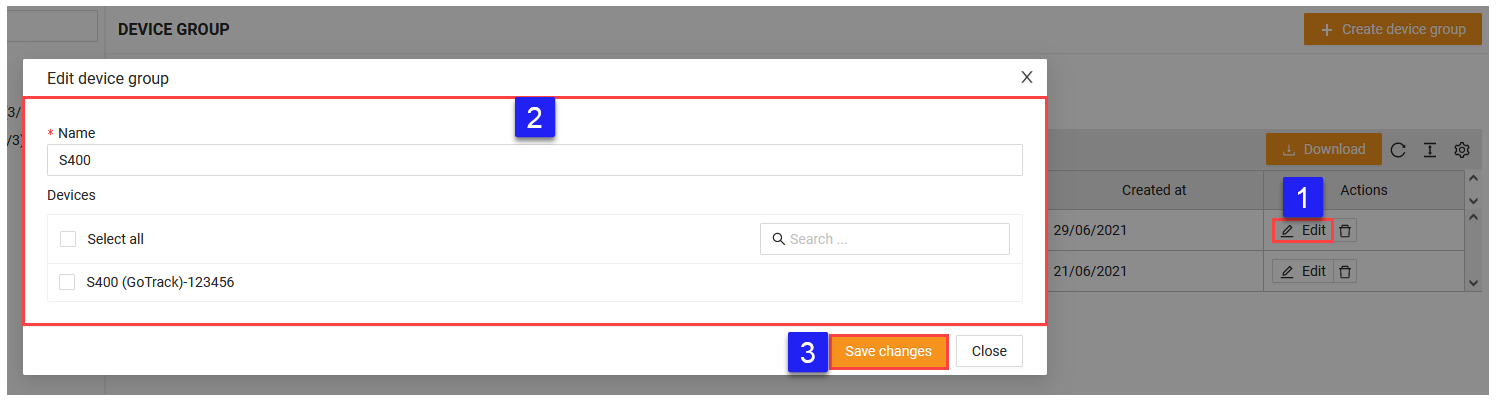 DEVICE GROUP
+ Create device group
Edit device group
X
3/
/3)
2
* Name
S400
Devices
Select all
Search ...
S400 (GoTrack)-123456
3
Save changes
Close
Download
Created at
1
Actions
29/06/2021
Edit
21/06/2021
Edit